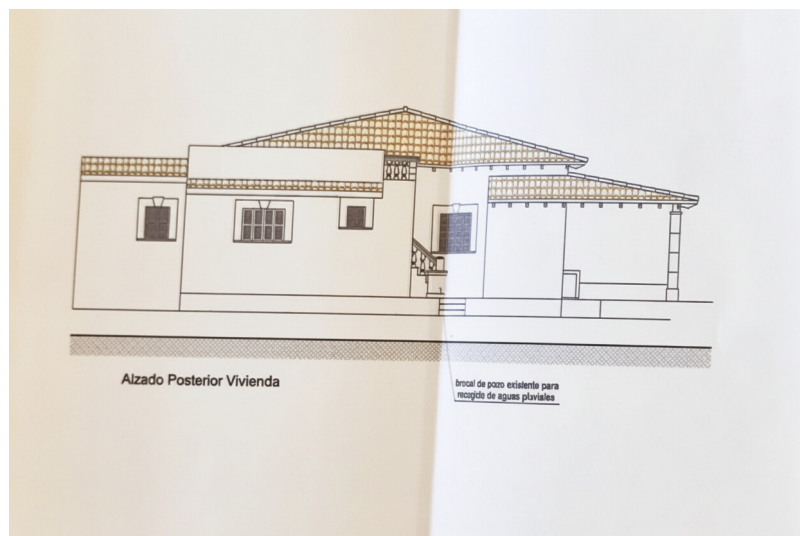 Alzado Posterior Vivienda
brocal de pozo existente para
recogida de aguas pluviales